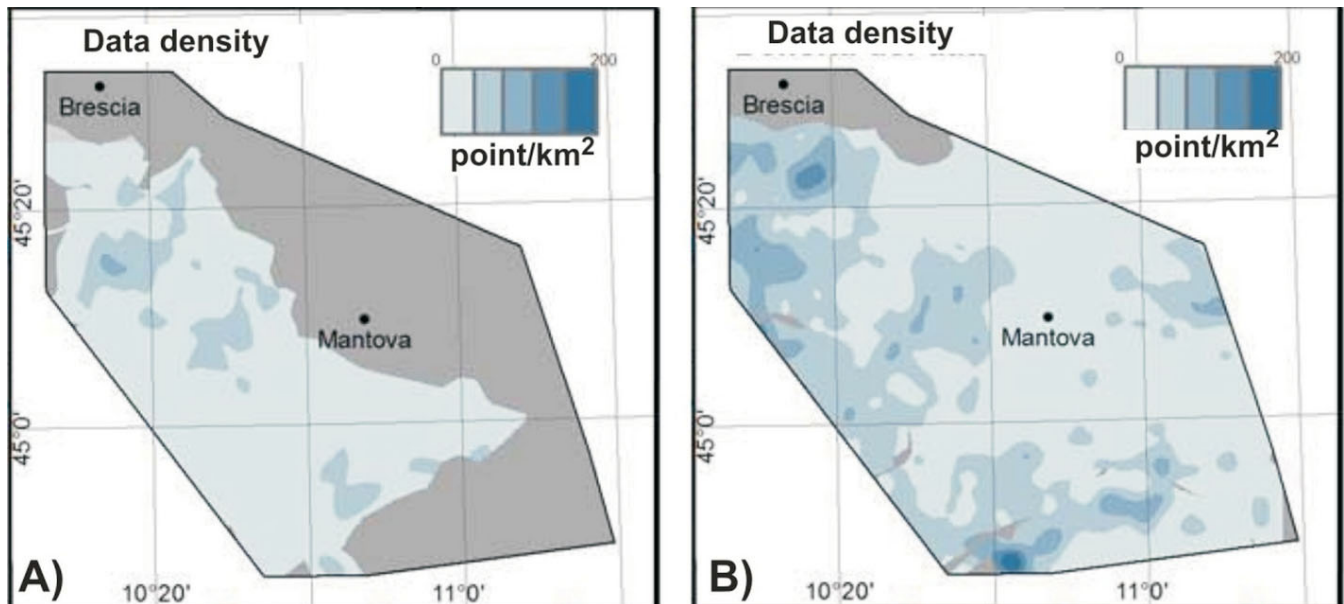 Data density
0 200
point/km²
Brescia
45°20'
Mantova
45°0'
A)
10°20' 11°0'
Data density
0 200
point/km²
Brescia
45°20'
Mantova
45°0'
B)
10°20' 11°0'